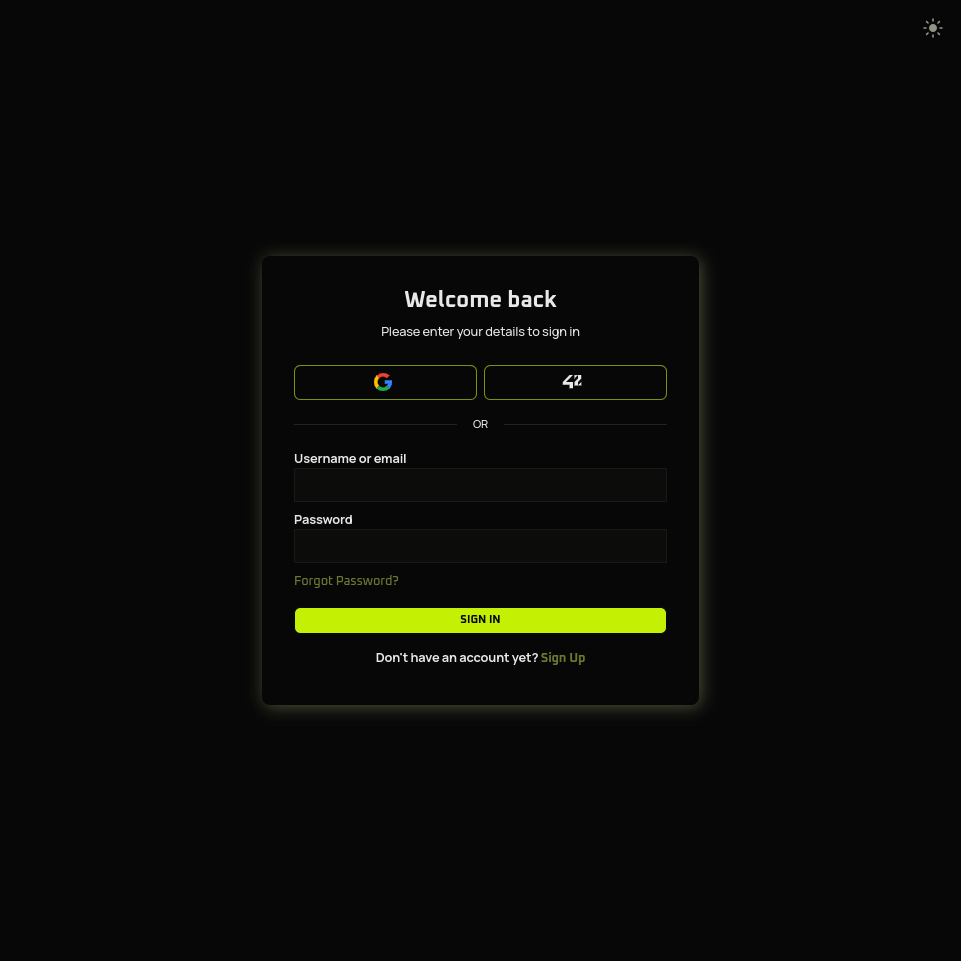 Welcome back
Please enter your details to sign in
42
OR
Username or email
Password
Forgot Password?
SIGN IN
Don't have an account yet? Sign Up